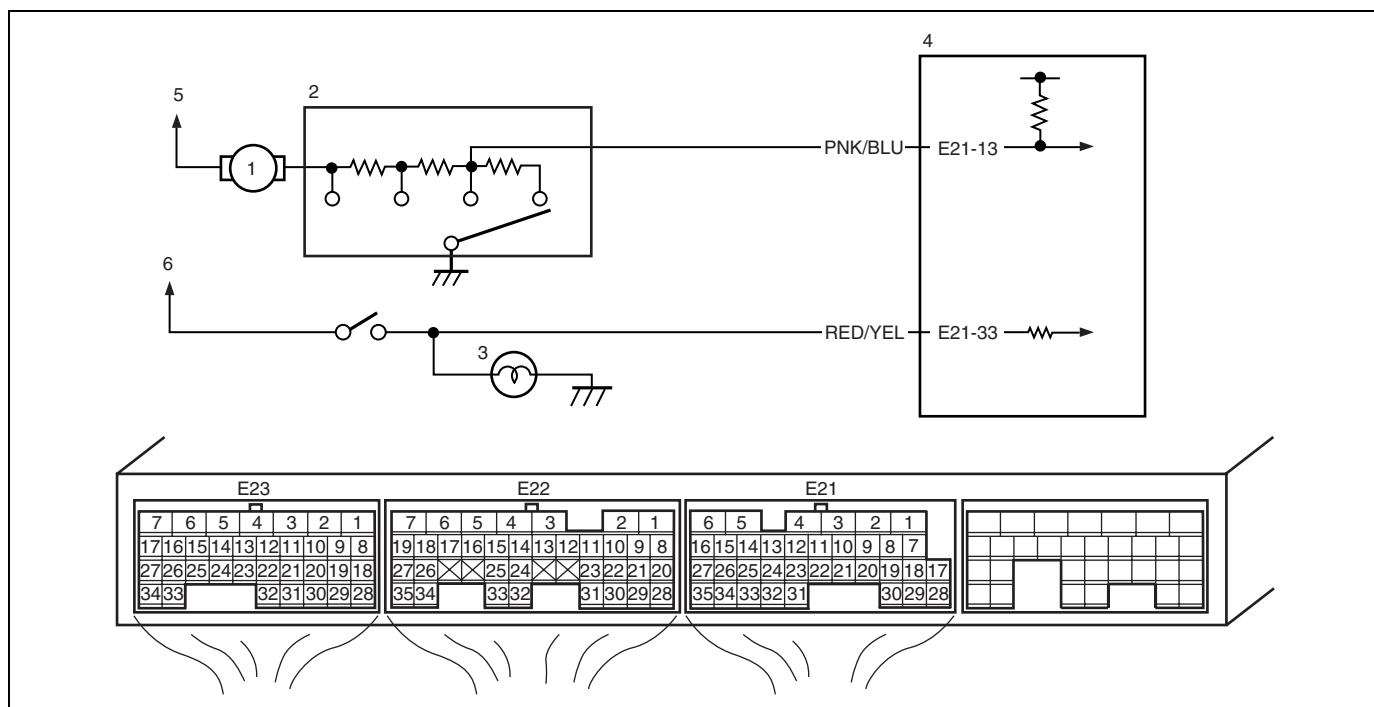 4
5
2
1
PNK/BLU
E21-13
6
3
RED/YEL
E21-33
E23
7 6 5 4 3 2 1
17 16 15 14 13 12 11 10 9 8
27 26 25 24 23 22 21 20 19 18
34 33 32 31 30 29 28
E22
7 6 5 4 3 2 1
19 18 17 16 15 14 13 12 11 10 9 8
27 26 25 24 23 22 21 20
35 34 33 32 31 30 29 28
E21
6 5 4 3 2 1
16 15 14 13 12 11 10 9 8 7
27 26 25 24 23 22 21 20 19 18 17
35 34 33 32 31 30 29 28